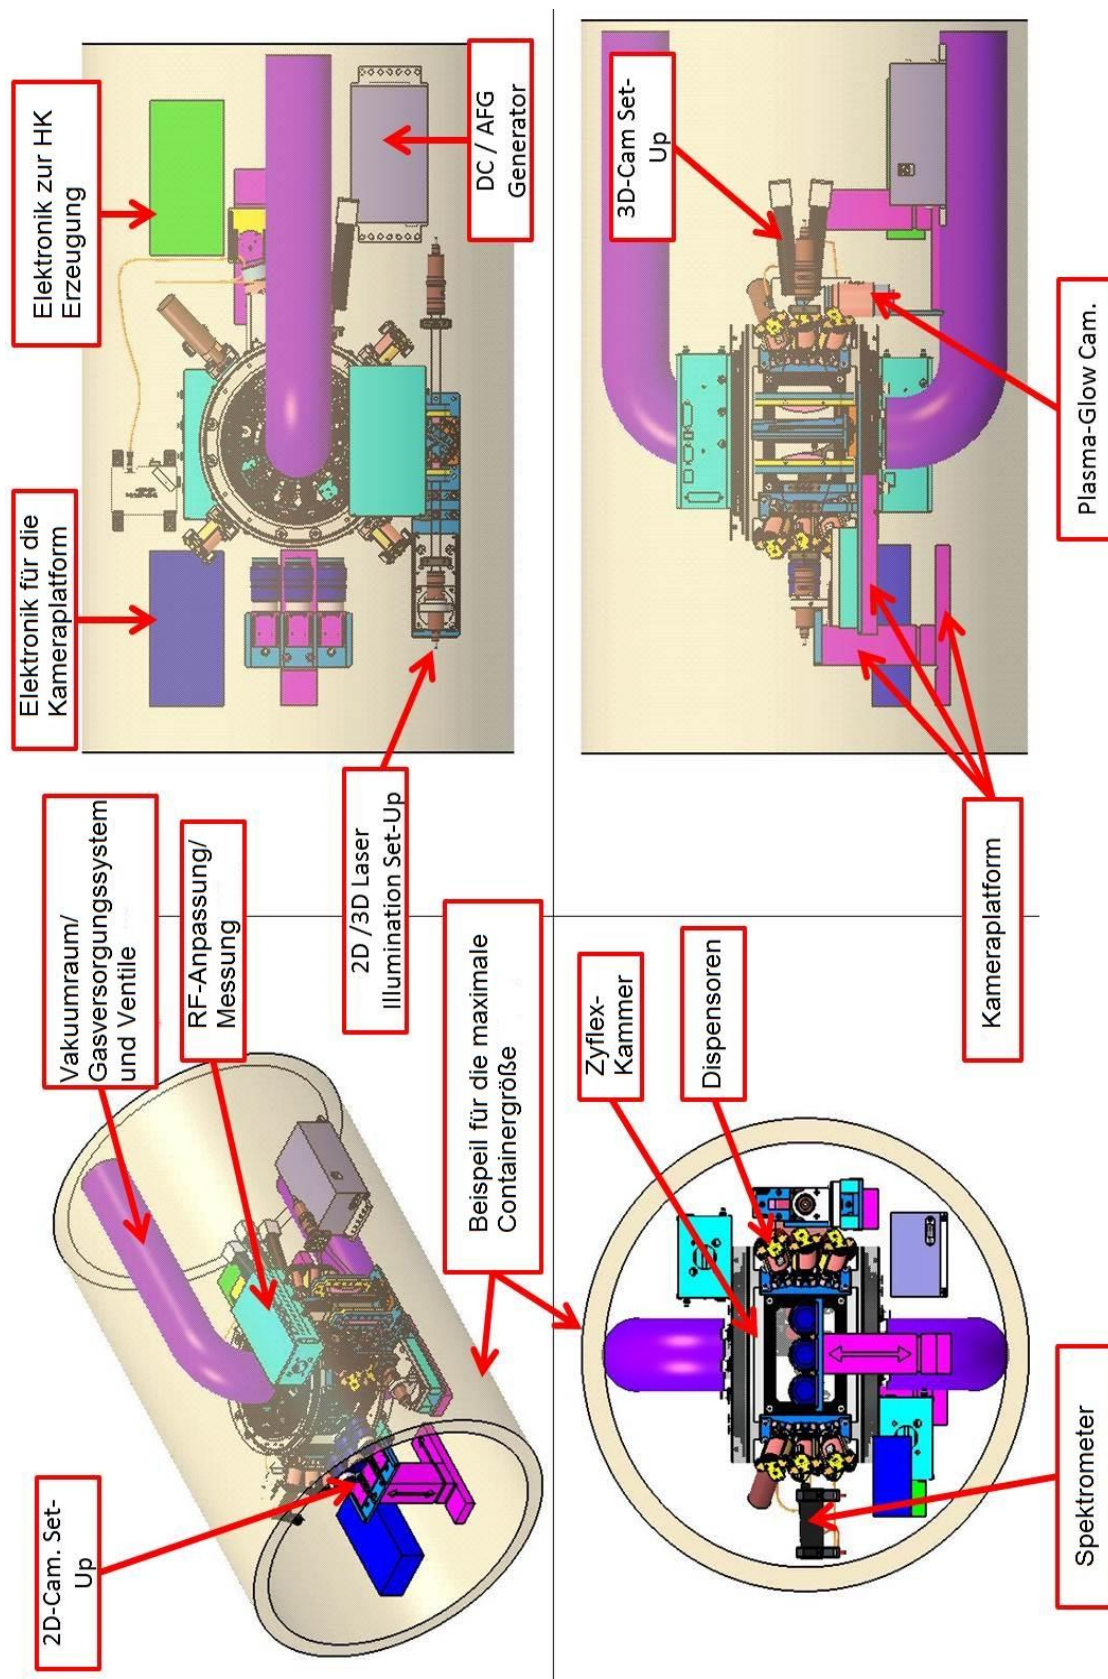 2D-Cam. Set-
Up
Vakuumraum/
Gasversorgungssystem
und Ventile
RF-Anpassung/
Messung
Elektronik für die
Kameraplatform
Elektronik zur HK
Erzeugung
DC / AFG
Generator
2D /3D Laser
Illumination Set-Up
Beispeil für die maximale
Containergröße
Zyflex-
Kammer
Dispensoren
Spektrometer
Kameraplatform
3D-Cam Set-
Up
Plasma-Glow Cam.